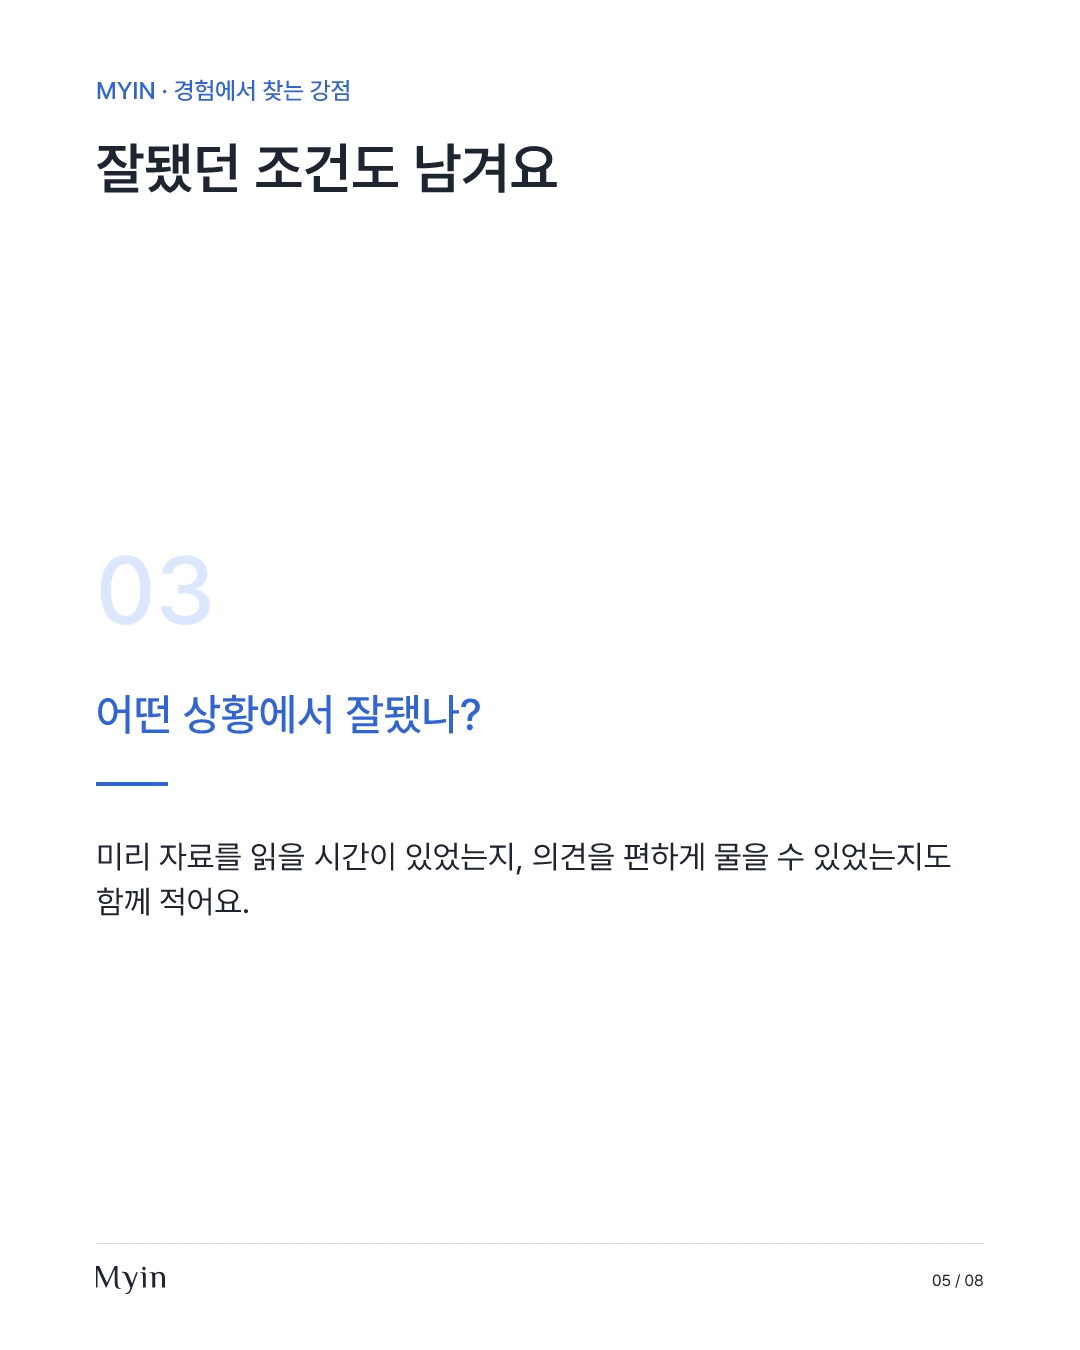 MYIN · 경험에서 찾는 강점
잘됐던 조건도 남겨요
03
어떤 상황에서 잘됐나?
미리 자료를 읽을 시간이 있었는지, 의견을 편하게 물을 수 있었는지도
함께 적어요.
Myin
05 / 08